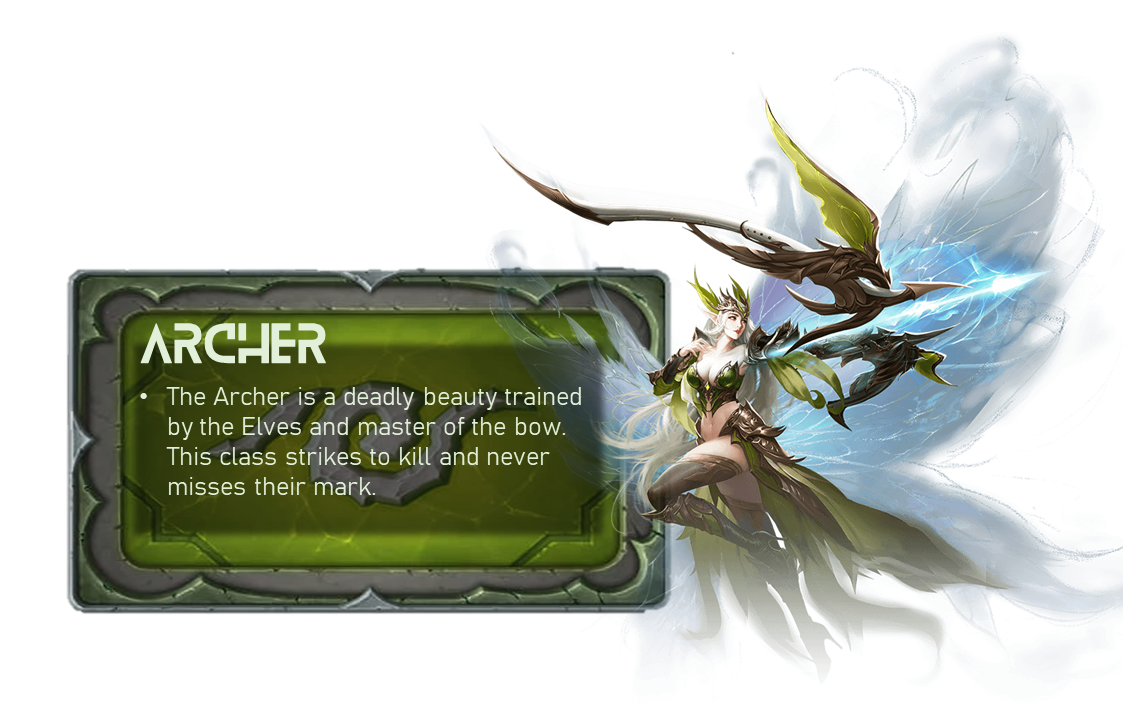 ARCHER
• The Archer is a deadly beauty trained
by the Elves and master of the bow.
This class strikes to kill and never
misses their mark.